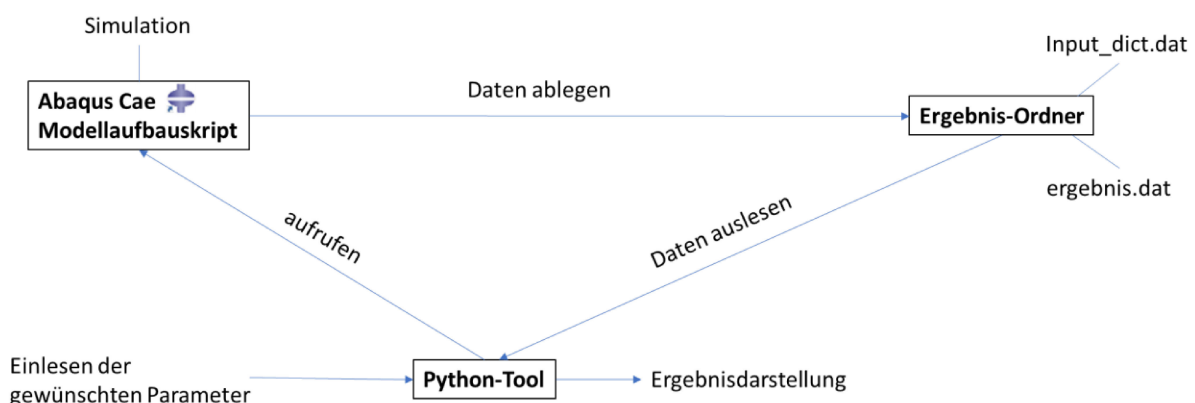 Simulation
Input_dict.dat
Abaqus Cae
Modellaufbauskript
Daten ablegen
Ergebnis-Ordner
ergebnis.dat
aufrufen
Daten auslesen
Einlesen der
gewünschten Parameter
Python-Tool
Ergebnisdarstellung